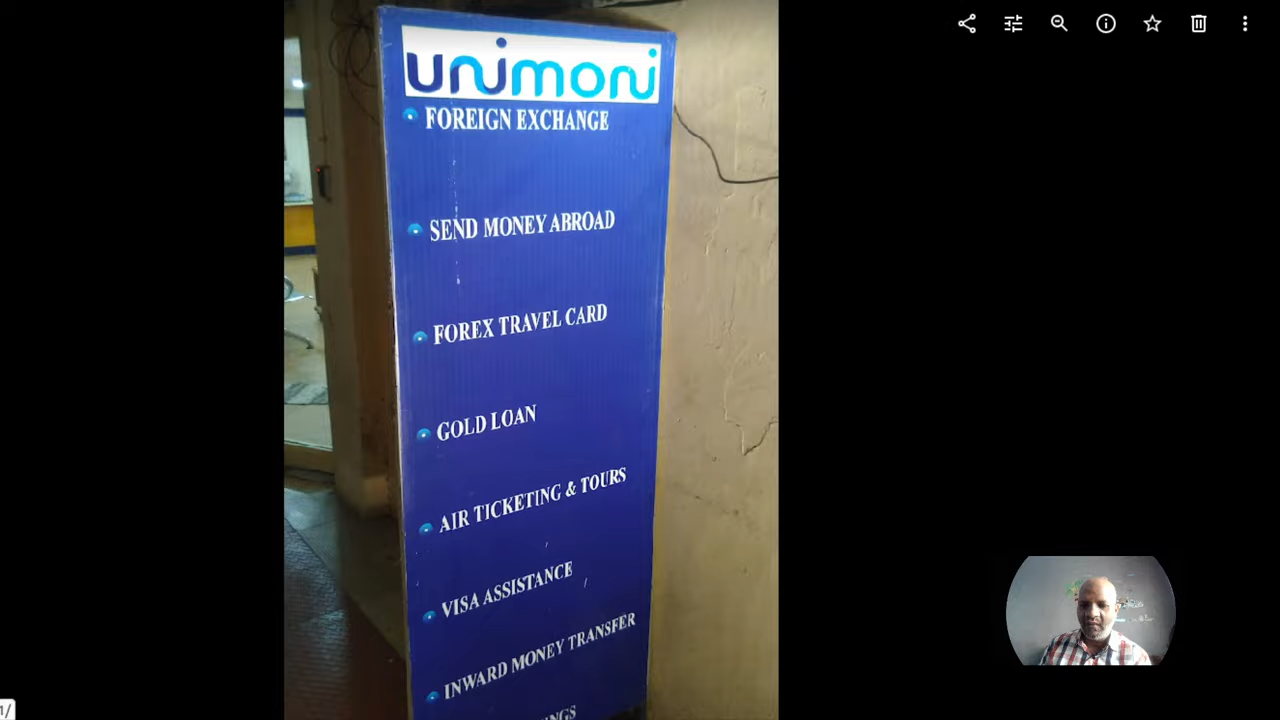 unimoni
FOREIGN EXCHANGE
SEND MONEY ABROAD
FOREX TRAVEL CARD
GOLD LOAN
AIR TICKETING & TOURS
VISA ASSISTANCE
INWARD MONEY TRANSFER
1/